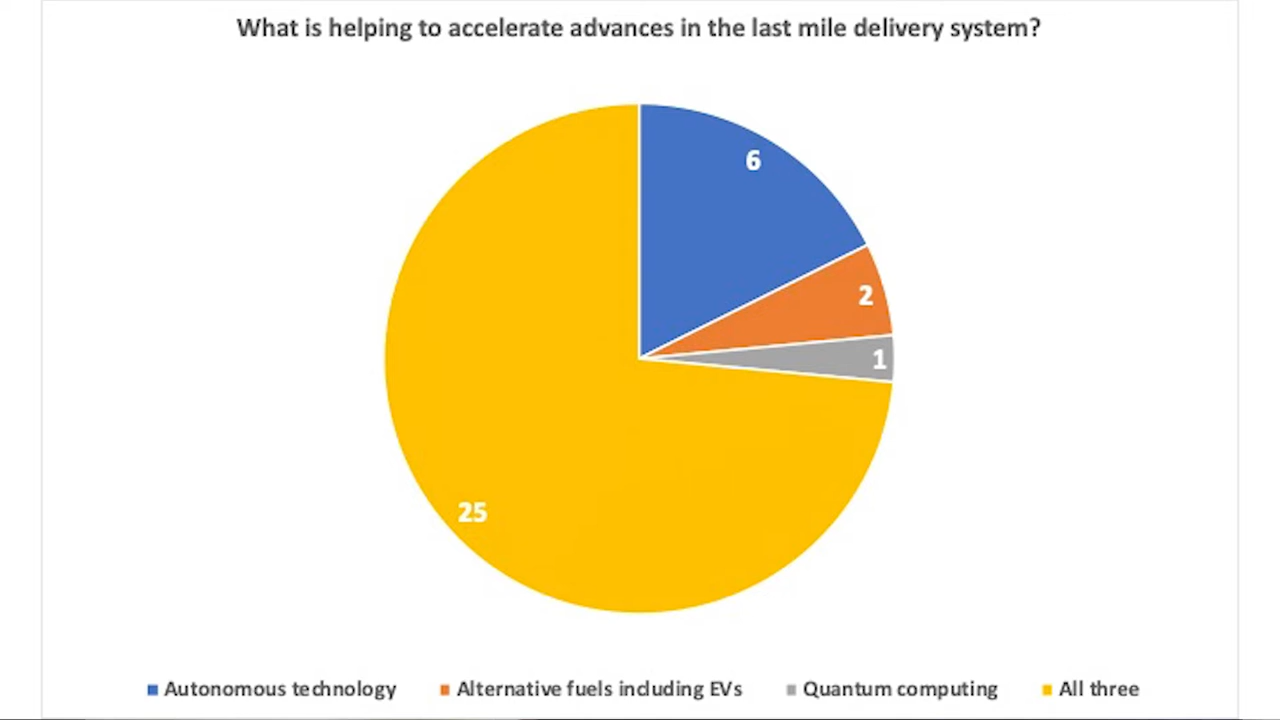 What is helping to accelerate advances in the last mile delivery system?
6
2
1
25
Autonomous technology Alternative fuels including EVs Quantum computing All three